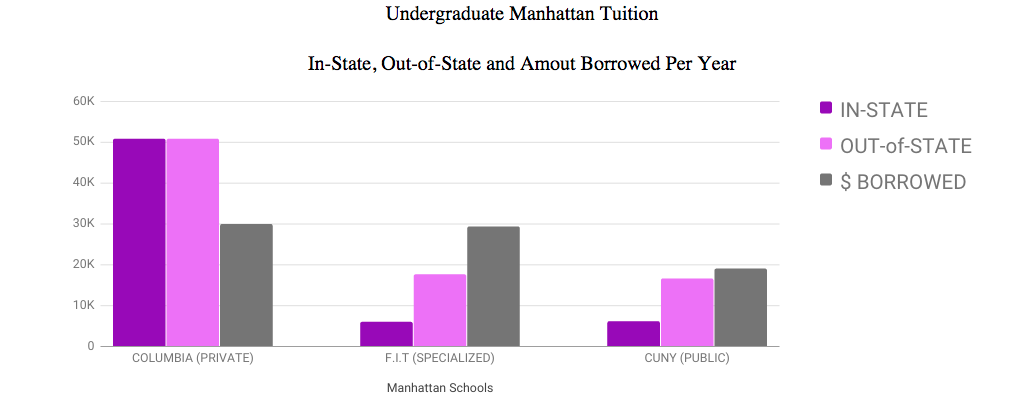 Undergraduate Manhattan Tuition
In-State, Out-of-State and Amout Borrowed Per Year
60K
50K
40K
30K
20K
10K
0
IN-STATE
OUT-of-STATE
$ BORROWED
COLUMBIA (PRIVATE)
F.I.T (SPECIALIZED)
CUNY (PUBLIC)
Manhattan Schools